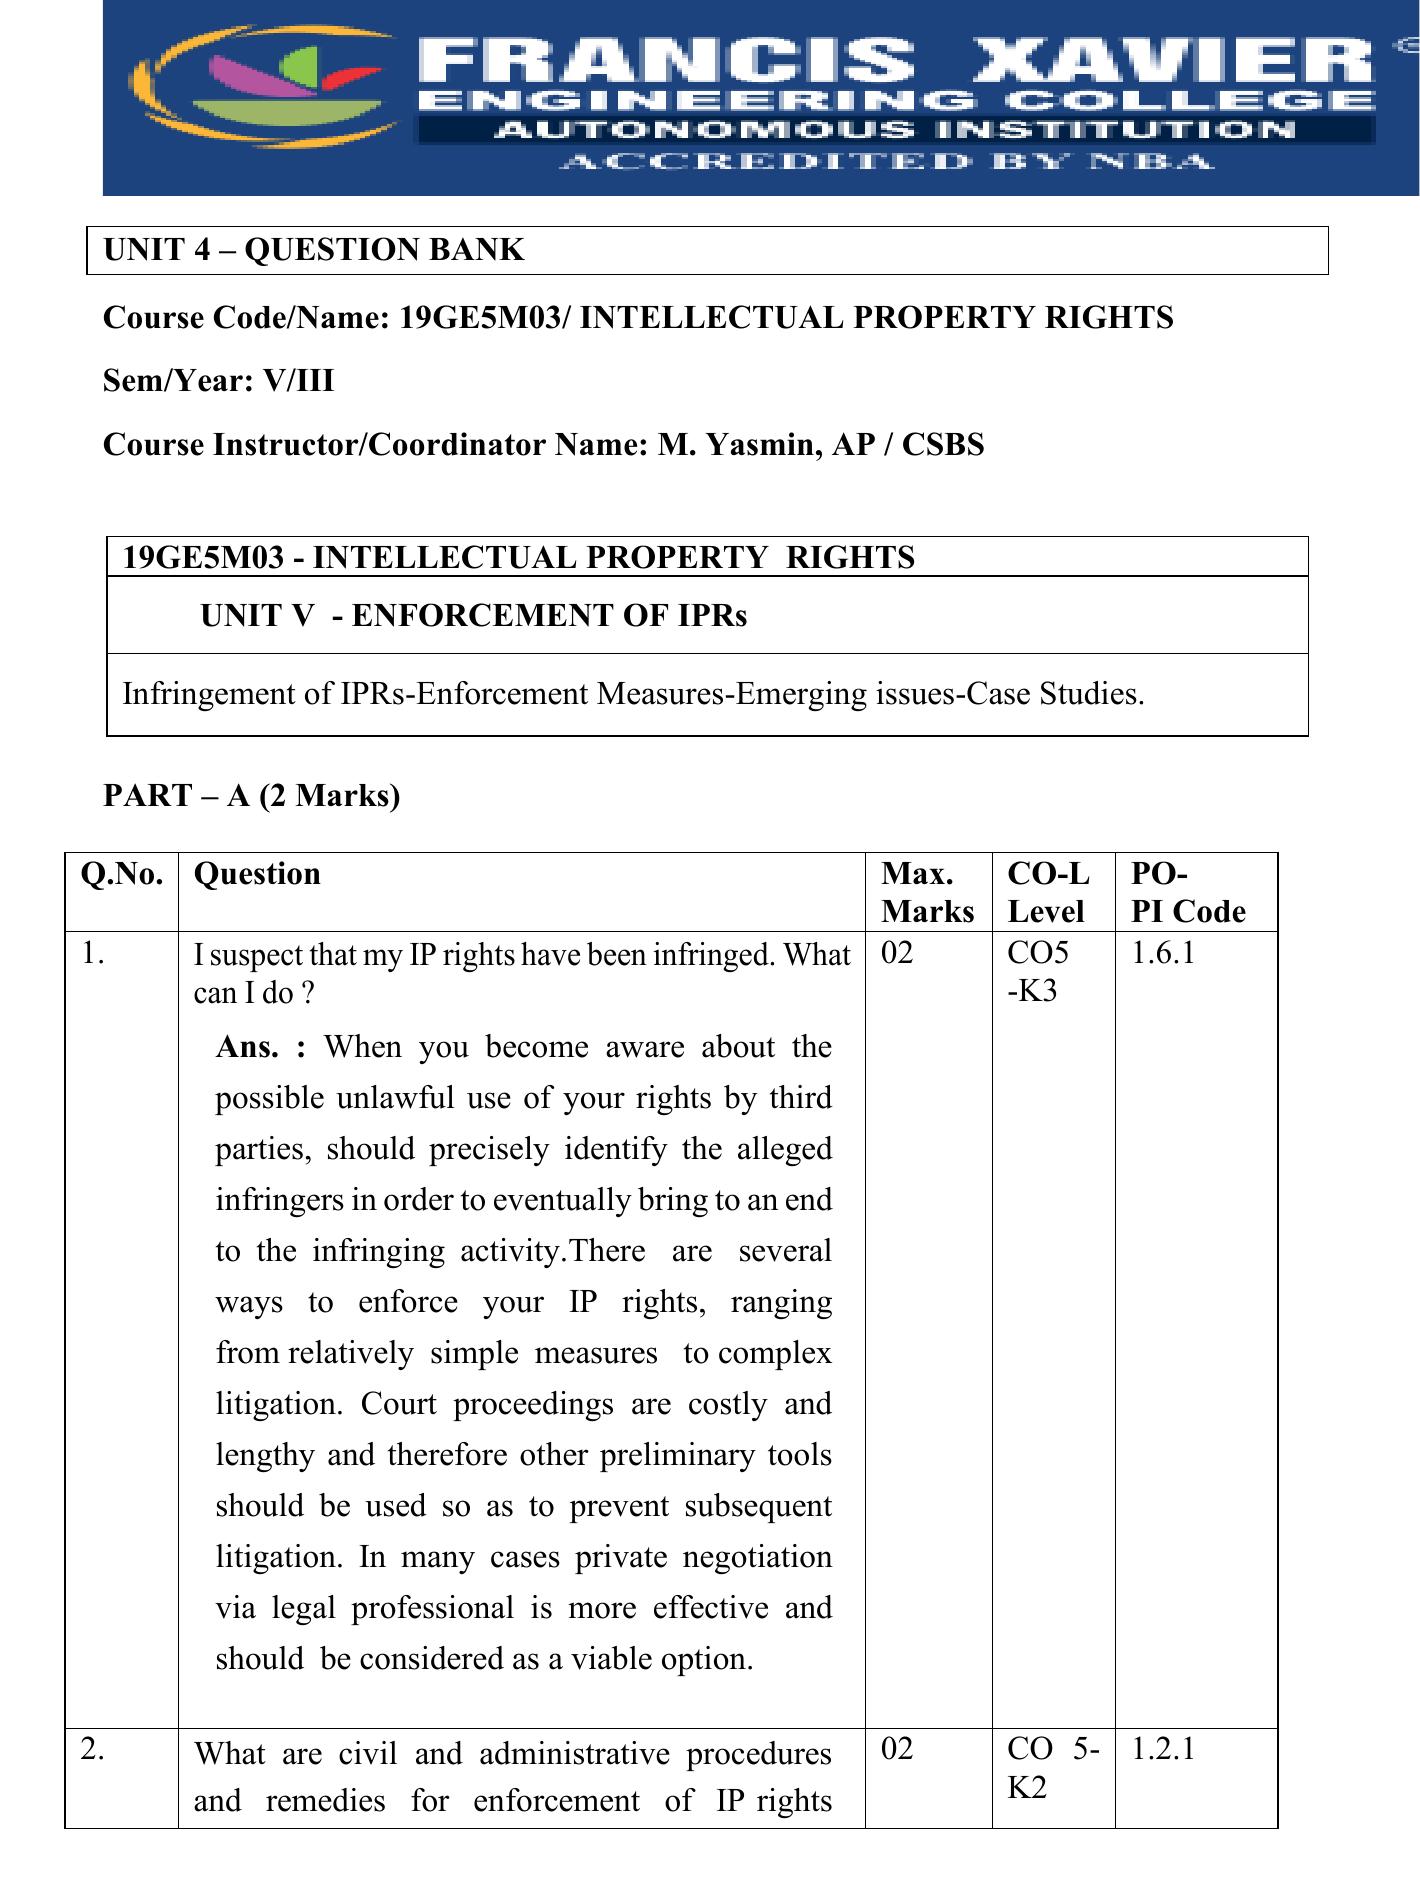 FRANCIS XAVIER
ENGINEERING COLLEGE
AUTONOMOUS INSTITUTION
ACCREDITED BY NBA
UNIT 4 – QUESTION BANK
Course Code/Name: 19GE5M03/ INTELLECTUAL PROPERTY RIGHTS
Sem/Year: V/III
Course Instructor/Coordinator Name: M. Yasmin, AP / CSBS
19GE5M03 - INTELLECTUAL PROPERTY RIGHTS
UNIT V - ENFORCEMENT OF IPRs
Infringement of IPRs-Enforcement Measures-Emerging issues-Case Studies.
PART – A (2 Marks)
Q.No. Question Max. CO-L PO-
Marks Level PI Code
1. I suspect that my IP rights have been infringed. What 02 CO5 1.6.1
can I do ? -K3
Ans. : When you become aware about the
possible unlawful use of your rights by third
parties, should precisely identify the alleged
infringers in order to eventually bring to an end
to the infringing activity.There are several
ways to enforce your IP rights, ranging
from relatively simple measures to complex
litigation. Court proceedings are costly and
lengthy and therefore other preliminary tools
should be used so as to prevent subsequent
litigation. In many cases private negotiation
via legal professional is more effective and
should be considered as a viable option.
2. What are civil and administrative procedures 02 CO 5- 1.2.1
and remedies for enforcement of IP rights K2